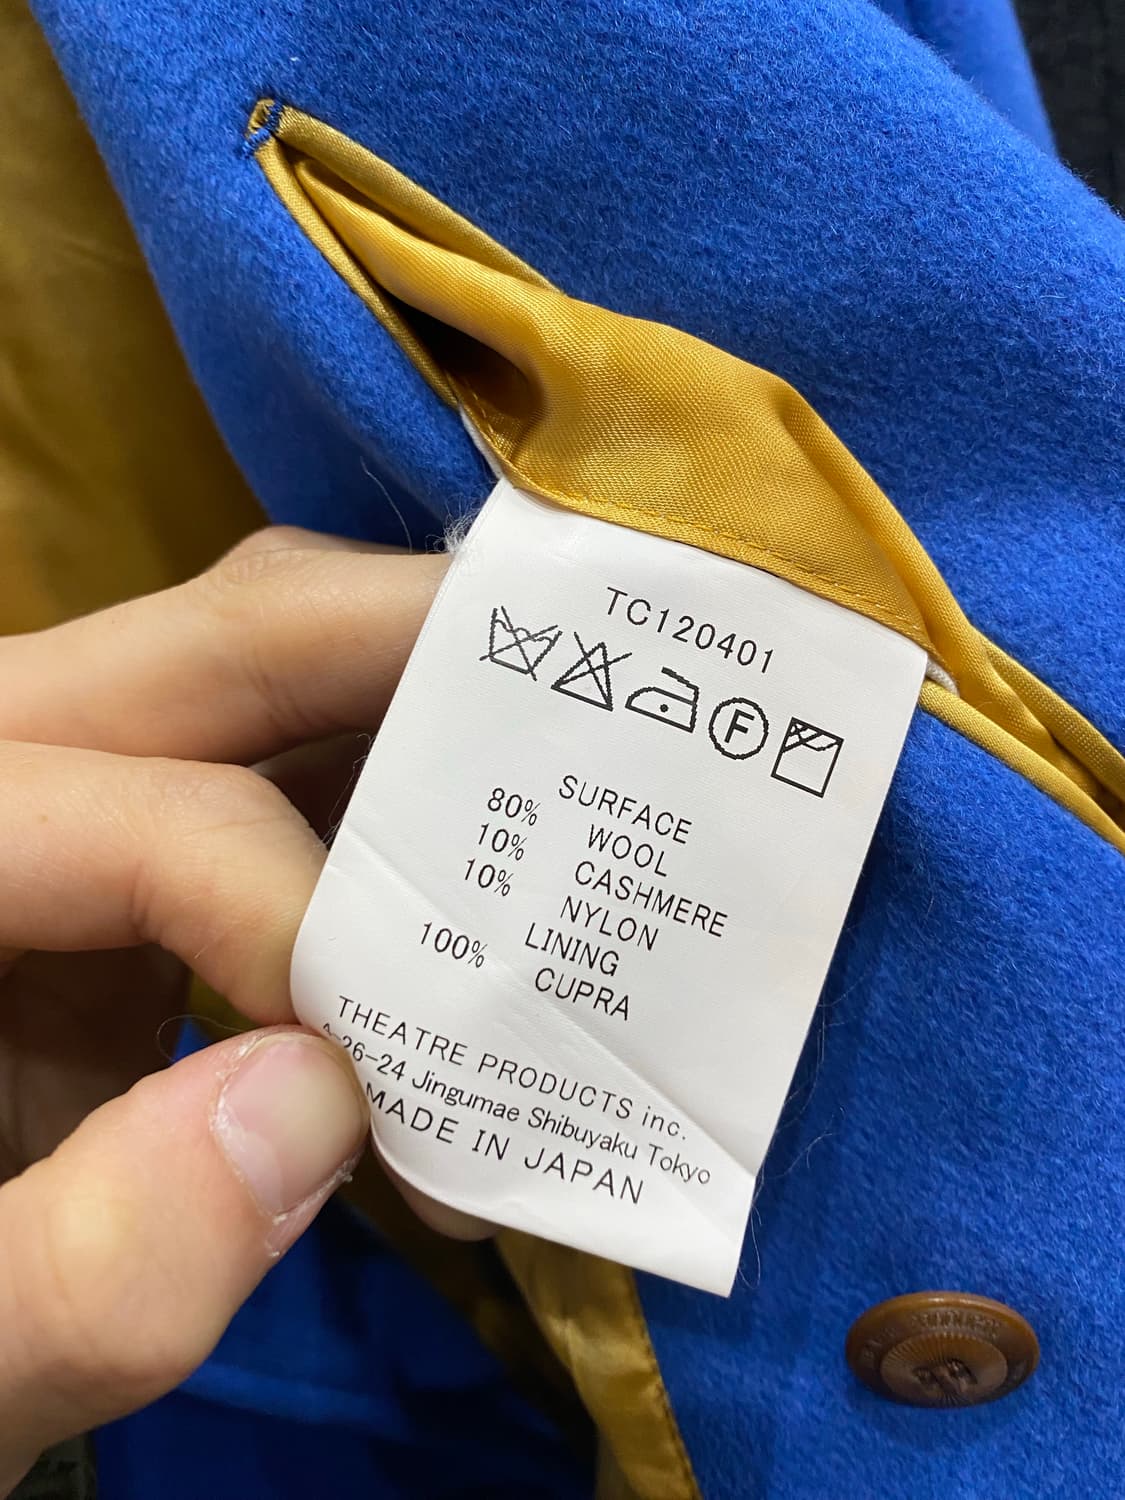 TC120401
F
SURFACE
80% WOOL
10% CASHMERE
10% NYLON
LINING
100% CUPRA
THEATRE PRODUCTS inc.
-26-24 Jingumae Shibuyaku Tokyo
MADE IN JAPAN